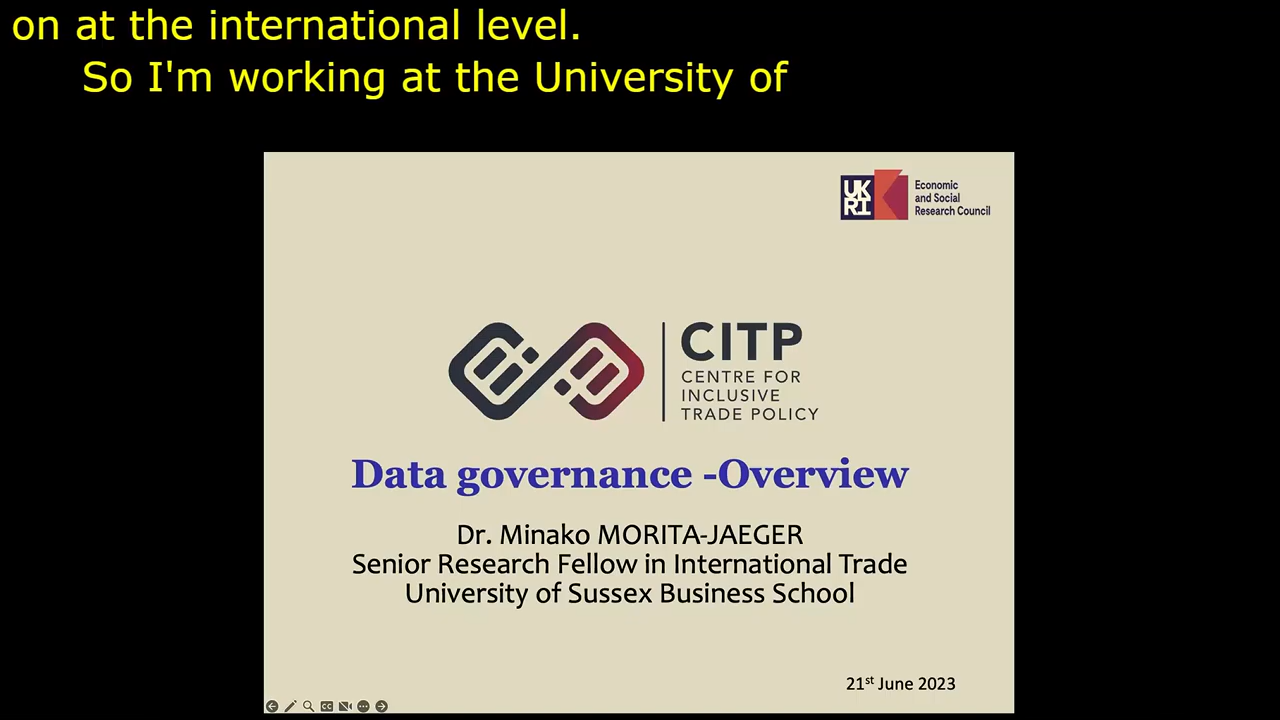 on at the international level.
So I'm working at the University of
UK
RI
Economic
and Social
Research Council
CITP
CENTRE FOR
INCLUSIVE
TRADE POLICY
Data governance -Overview
Dr. Minako MORITA-JAEGER
Senior Research Fellow in International Trade
University of Sussex Business School
21st June 2023
CC